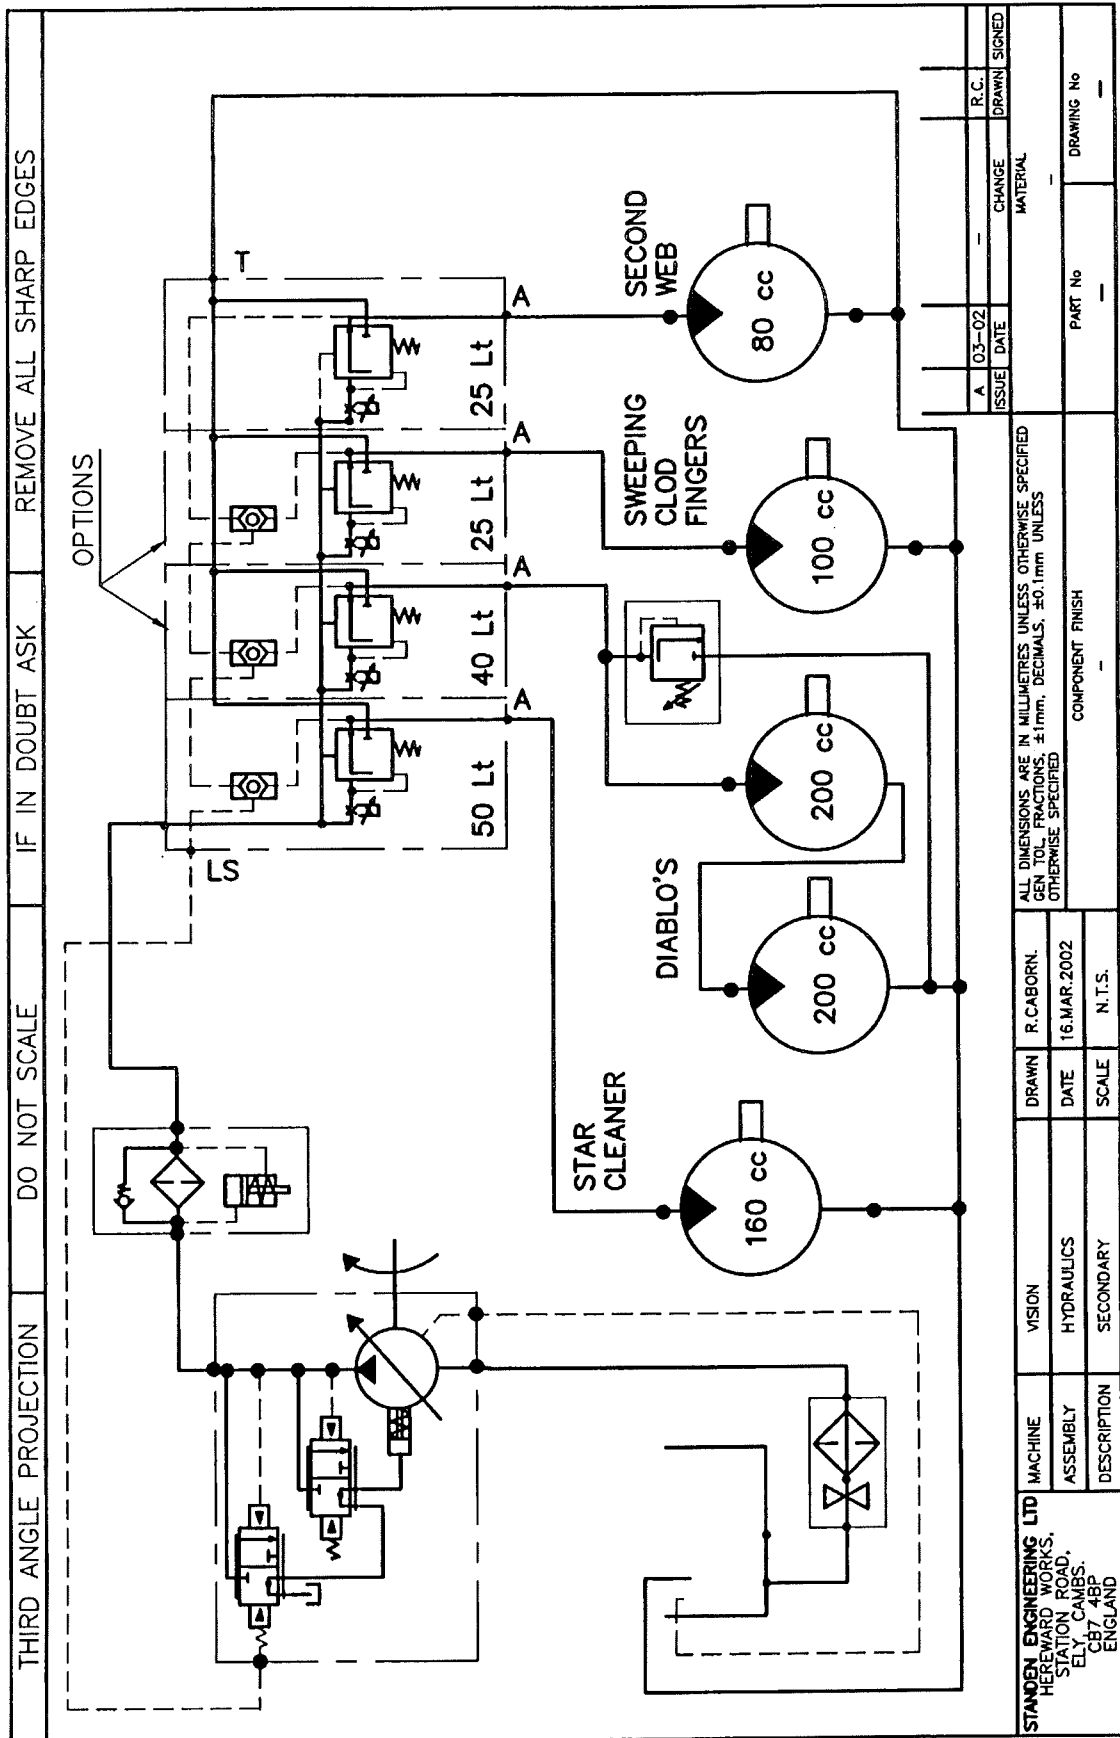 THIRD ANGLE PROJECTION
DO NOT SCALE
IF IN DOUBT ASK
REMOVE ALL SHARP EDGES
OPTIONS
LS
T
50 Lt
40 Lt
25 Lt
25 Lt
A
A
A
A
STAR
CLEANER
DIABLO'S
SWEEPING
CLOD
FINGERS
SECOND
WEB
160 cc
200 cc
200 cc
100 cc
80 cc
STANDEN ENGINEERING LTD
HEREWARD WORKS,
STATION ROAD,
ELY, CAMBS.
CB7 4BP
ENGLAND
MACHINE
VISION
ASSEMBLY
HYDRAULICS
DESCRIPTION
SECONDARY
DRAWN
R.CABORN.
DATE
16.MAR.2002
SCALE
N.T.S.
ALL DIMENSIONS ARE IN MILLIMETRES UNLESS OTHERWISE SPECIFIED
GEN TOL, FRACTIONS, ±1mm, DECIMALS, ±0.1mm UNLESS
OTHERWISE SPECIFIED
COMPONENT FINISH
–
A
03–02
–
R.C.
ISSUE
DATE
CHANGE
DRAWN
SIGNED
MATERIAL
–
PART No
–
DRAWING No
–